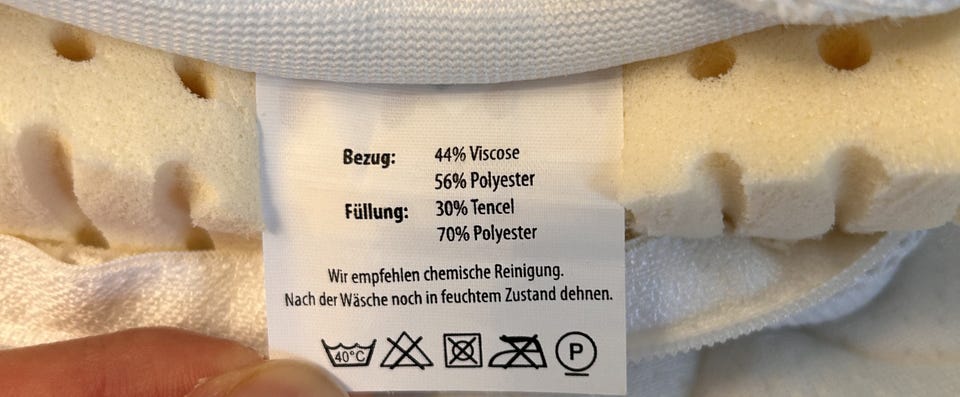 Bezug: 44% Viscose
56% Polyester
Füllung: 30% Tencel
70% Polyester
Wir empfehlen chemische Reinigung.
Nach der Wäsche noch in feuchtem Zustand dehnen.
40°C P